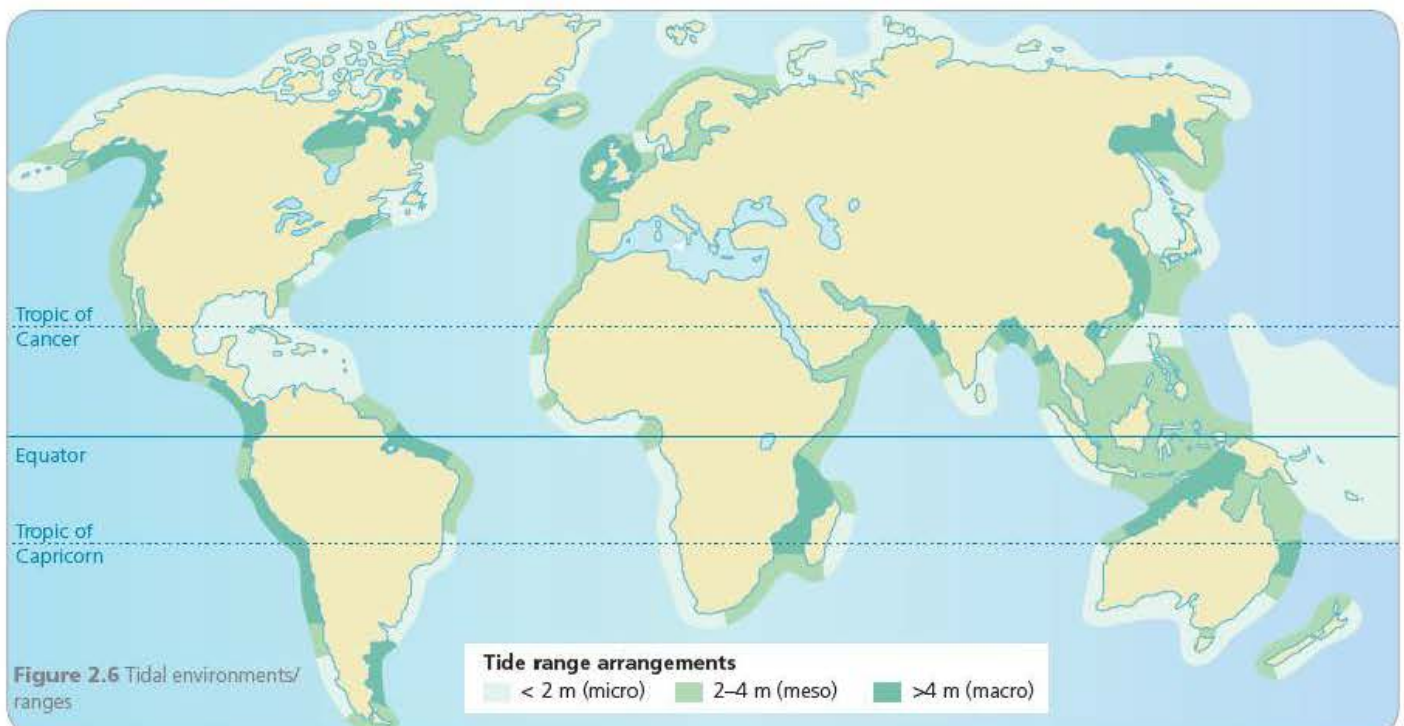 Tropic of
Cancer
Equator
Tropic of
Capricorn
Figure 2.6 Tidal environments/
ranges
Tide range arrangements
< 2 m (micro) 2–4 m (meso) >4 m (macro)